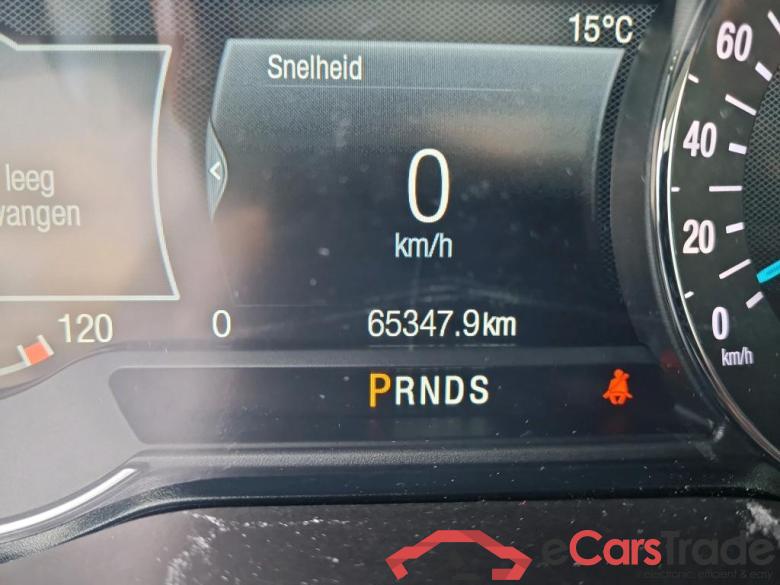 15°C
Snelheid
leeg
vangen
0
km/h
60
40
20
0
km/h
120
0 65347.9km
PRNDS
eCarsTrade